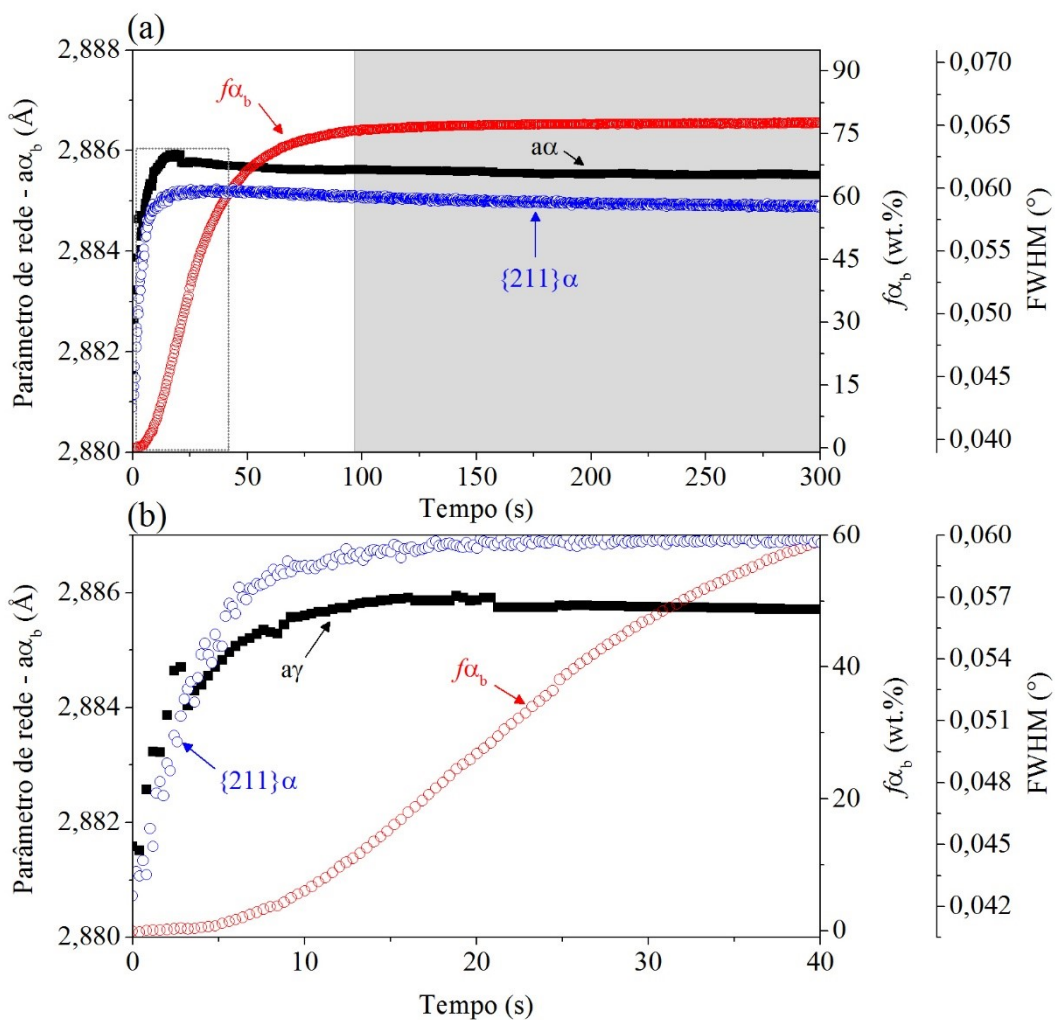 (a)
2,888
2,886
2,884
2,882
2,880
Parâmetro de rede - aα_b (Å)
fα_b
aα
{211}α
90
75
60
45
30
15
0
fα_b (wt.%)
0,070
0,065
0,060
0,055
0,050
0,045
0,040
FWHM (°)
0 50 100 150 200 250 300
Tempo (s)
(b)
2,886
2,884
2,882
2,880
Parâmetro de rede - aα_b (Å)
aγ
fα_b
{211}α
60
40
20
0
fα_b (wt.%)
0,060
0,057
0,054
0,051
0,048
0,045
0,042
FWHM (°)
0 10 20 30 40
Tempo (s)